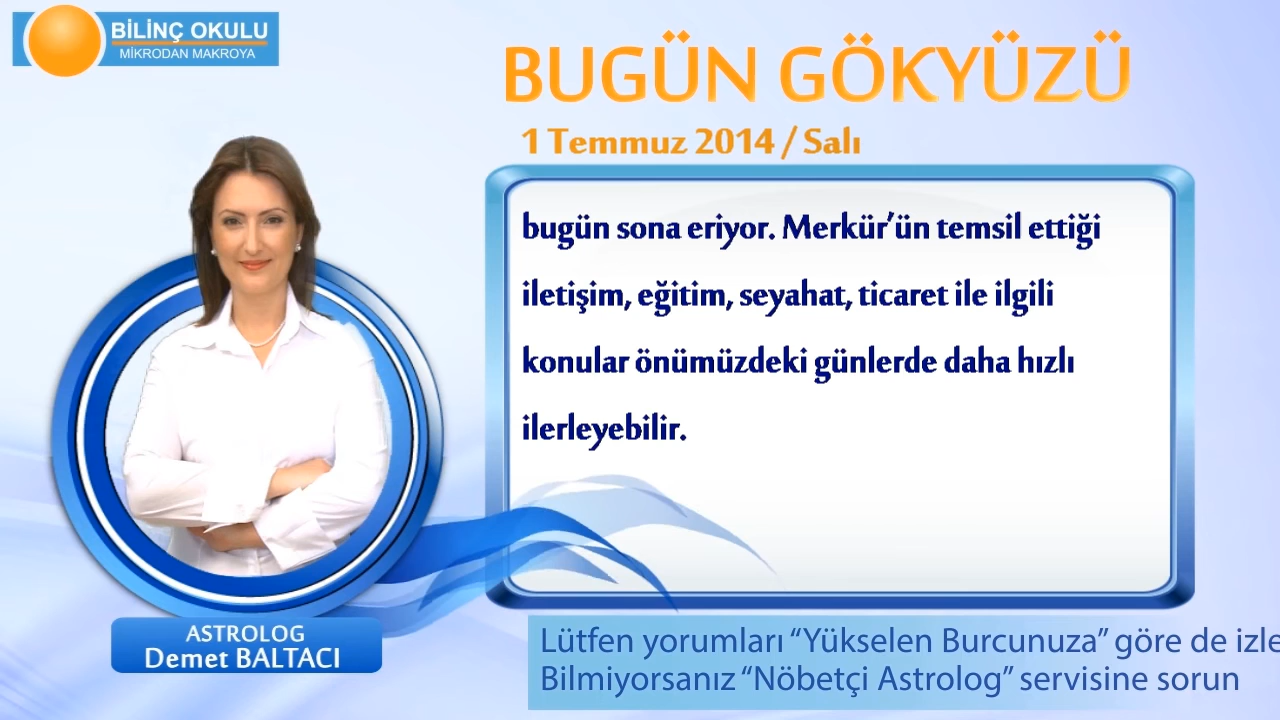 BİLİNÇ OKULU
MİKRODAN MAKROYA
BUGÜN GÖKYÜZÜ
1 Temmuz 2014 / Salı
bugün sona eriyor. Merkür’ün temsil ettiği
iletişim, eğitim, seyahat, ticaret ile ilgili
konular önümüzdeki günlerde daha hızlı
ilerleyebilir.
ASTROLOG
Demet BALTACI
Lütfen yorumları “Yükselen Burcunuza” göre de izle
Bilmiyorsanız “Nöbetçi Astrolog” servisine sorun